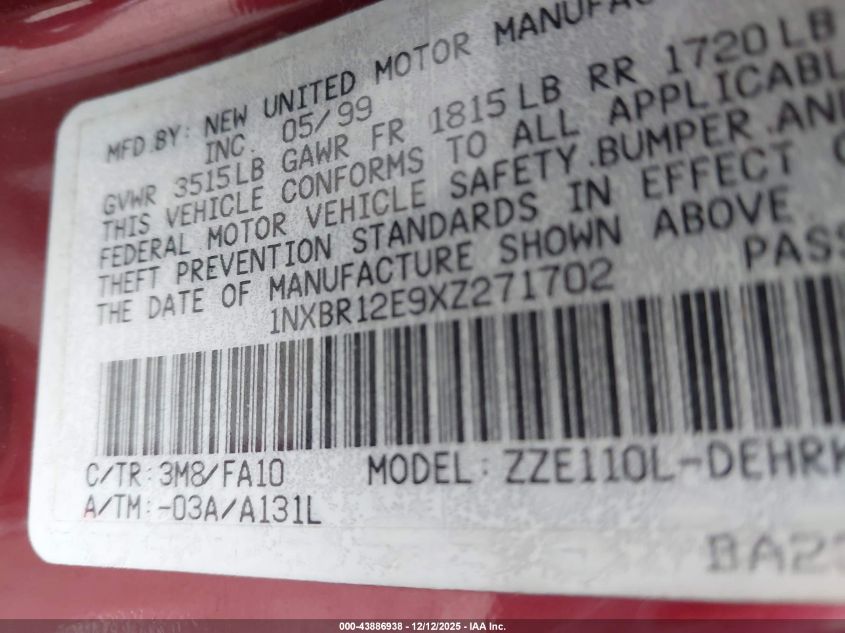 MFD.BY: NEW UNITED MOTOR MANUFAC
INC. 05/99
GVWR 3515LB GAWR FR 1815LB RR 1720LB
THIS VEHICLE CONFORMS TO ALL APPLICABL
FEDERAL MOTOR VEHICLE SAFETY.BUMPER.AND
THEFT PREVENTION STANDARDS IN EFFECT
THE DATE OF MANUFACTURE SHOWN ABOVE
1NXBR12E9XZ271702 PASS
C/TR: 3M8/FA10 MODEL: ZZE110L-DEHRK
A/TM: -03A/A131L
BA22
000-43886938 - 12/12/2025 - IAA Inc.